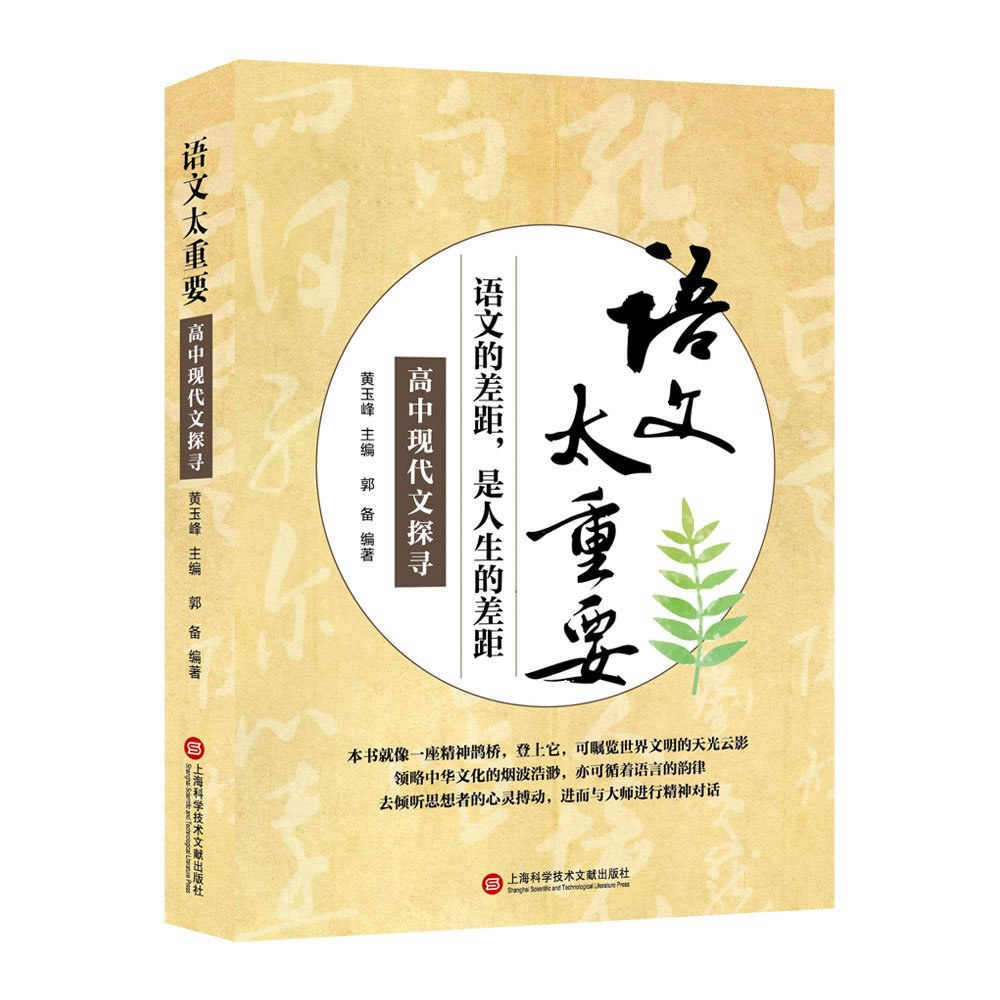 语文太重要
高中现代文探寻
黄玉峰 主编 郭 备 编著
上海科学技术文献出版社
Shanghai Scientific and Technological Literature Press
语文太重要
语文的差距，是人生的差距
高中现代文探寻
黄玉峰 主编 郭 备 编著
本书就像一座精神鹊桥，登上它，可瞩览世界文明的天光云影
领略中华文化的烟波浩渺，亦可循着语言的韵律
去倾听思想者的心灵搏动，进而与大师进行精神对话
上海科学技术文献出版社
Shanghai Scientific and Technological Literature Press